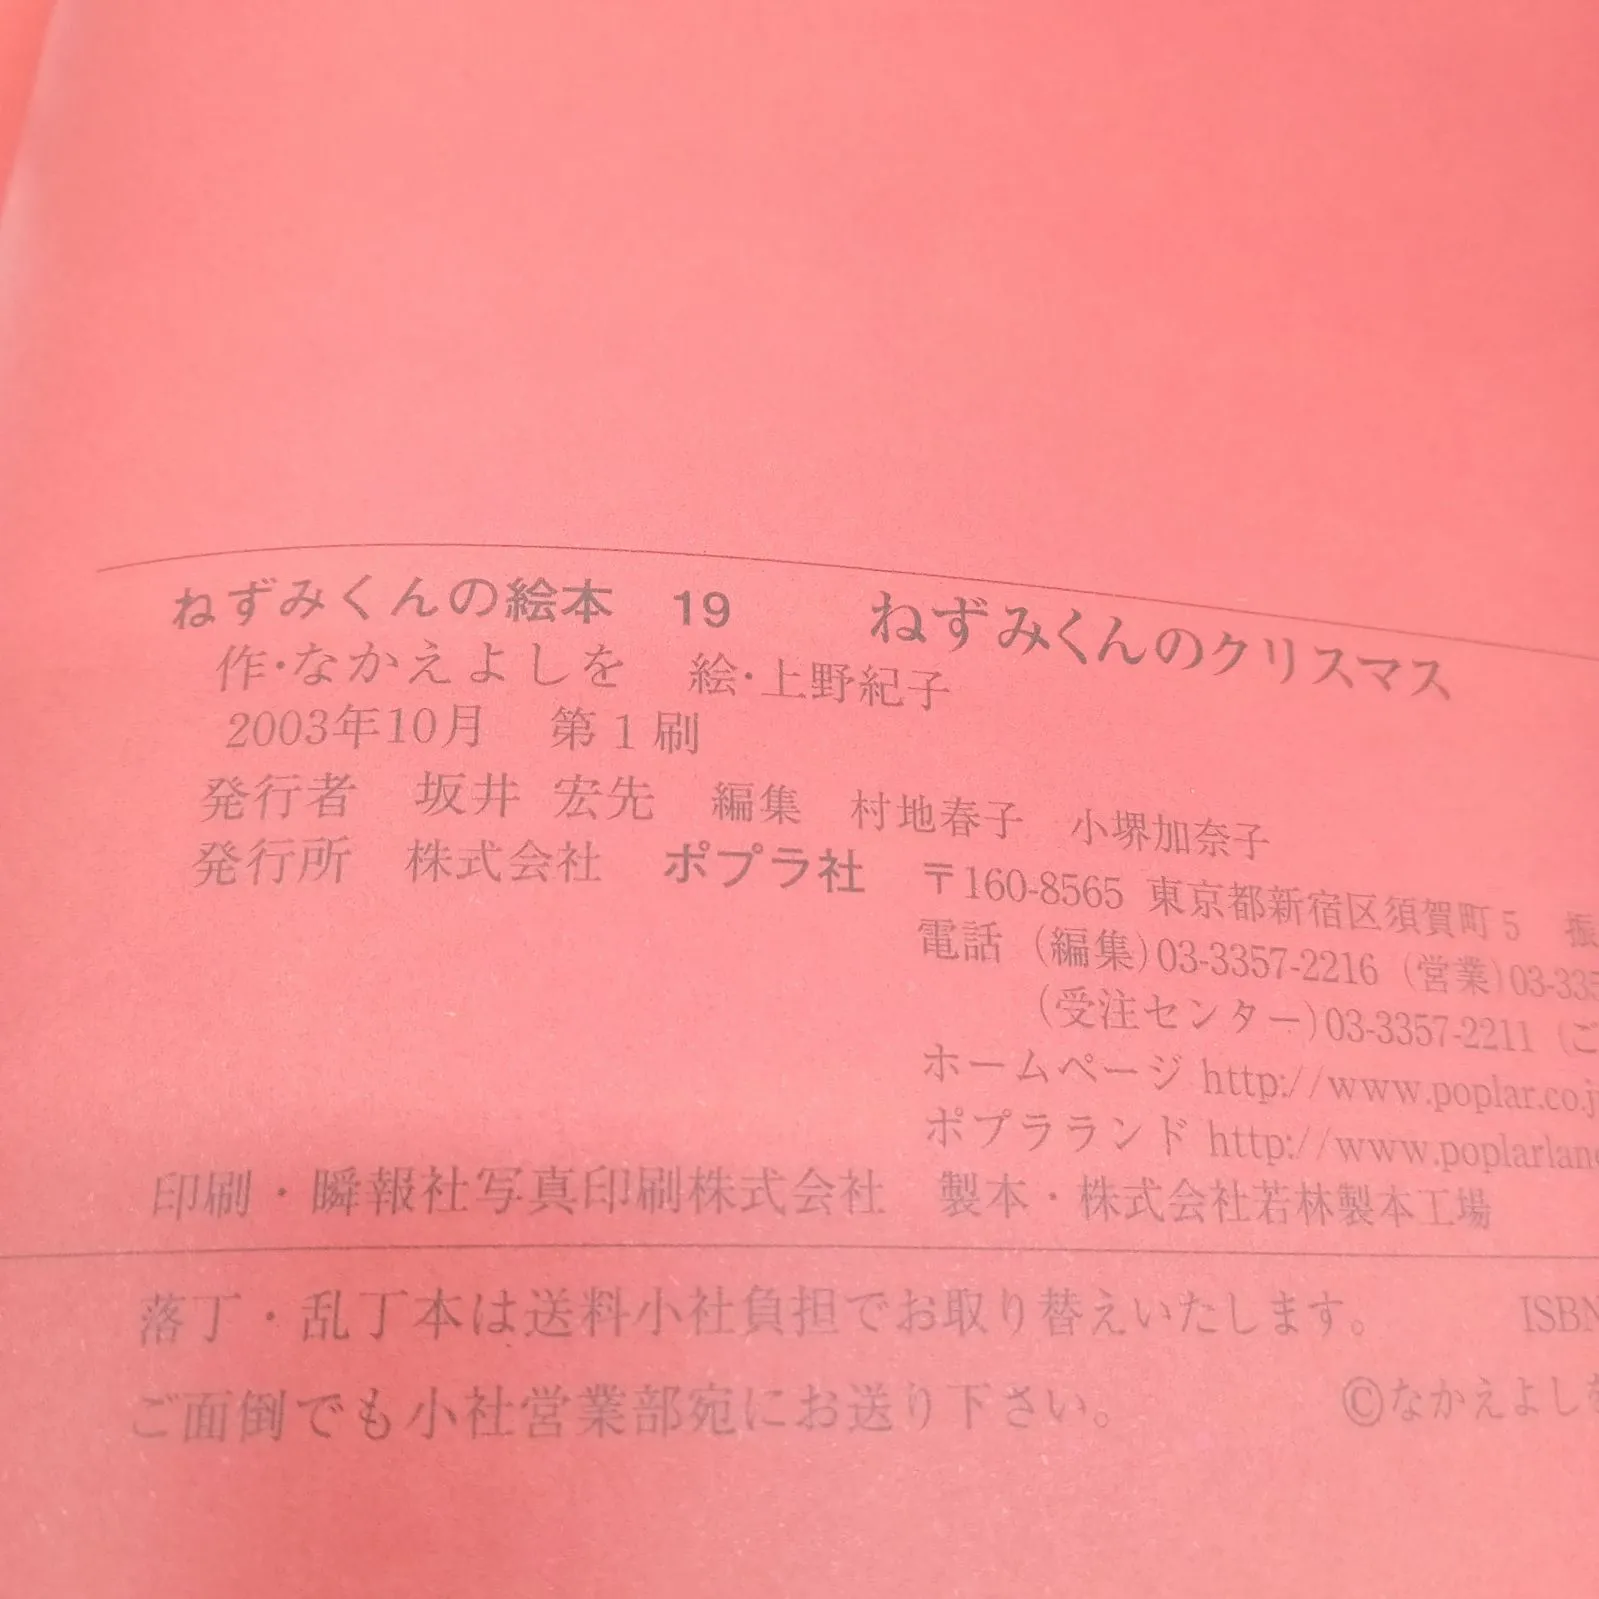 ねずみくんの絵本 19 ねずみくんのクリスマス
作・なかえよしを 絵・上野紀子
2003年10月 第1刷
発行者 坂井 宏先 編集 村地春子 小堺加奈子
発行所 株式会社 ポプラ社 〒160-8565 東京都新宿区須賀町5 振
電話 (編集)03-3357-2216 (営業)03-335
(受注センター)03-3357-2211 (ご
ホームページ http://www.poplar.co.j
ポプラランド http://www.poplarlan
印刷・瞬報社写真印刷株式会社 製本・株式会社若林製本工場
落丁・乱丁本は送料小社負担でお取り替えいたします。 ISBN
ご面倒でも小社営業部宛にお送り下さい。 ©なかえよしを